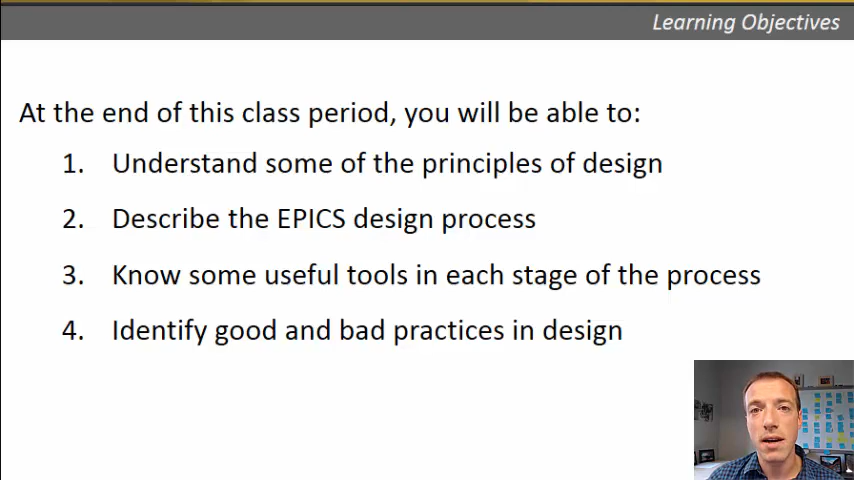 Learning Objectives
At the end of this class period, you will be able to:
1. Understand some of the principles of design
2. Describe the EPICS design process
3. Know some useful tools in each stage of the process
4. Identify good and bad practices in design